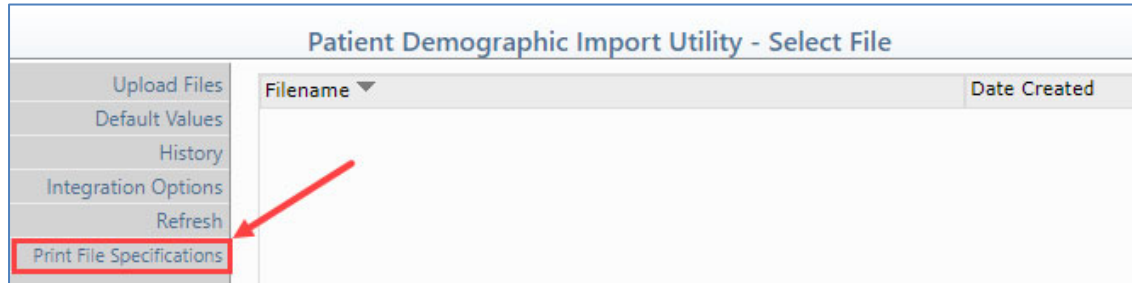 Patient Demographic Import Utility - Select File
Upload Files
Default Values
History
Integration Options
Refresh
Print File Specifications
Filename
Date Created